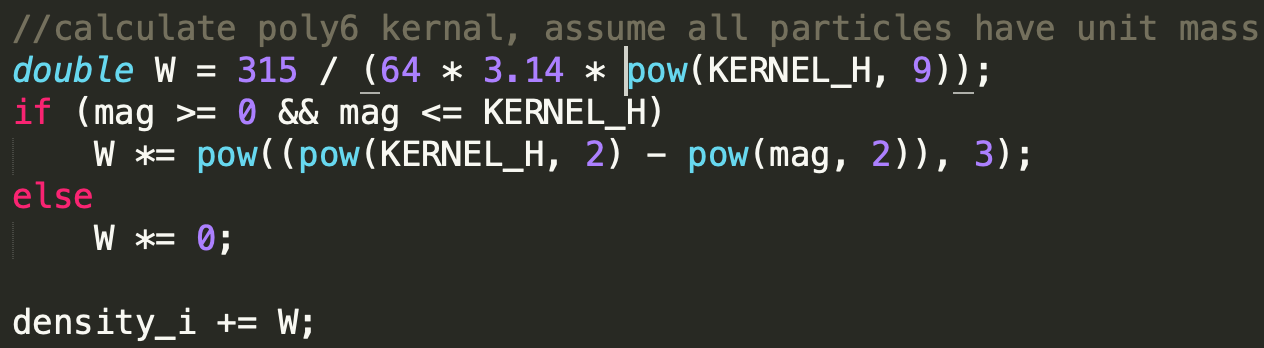 //calculate poly6 kernal, assume all particles have unit mass
double W = 315 / (64 * 3.14 * pow(KERNEL_H, 9));
if (mag >= 0 && mag <= KERNEL_H)
    W *= pow((pow(KERNEL_H, 2) - pow(mag, 2)), 3);
else
    W *= 0;

density_i += W;